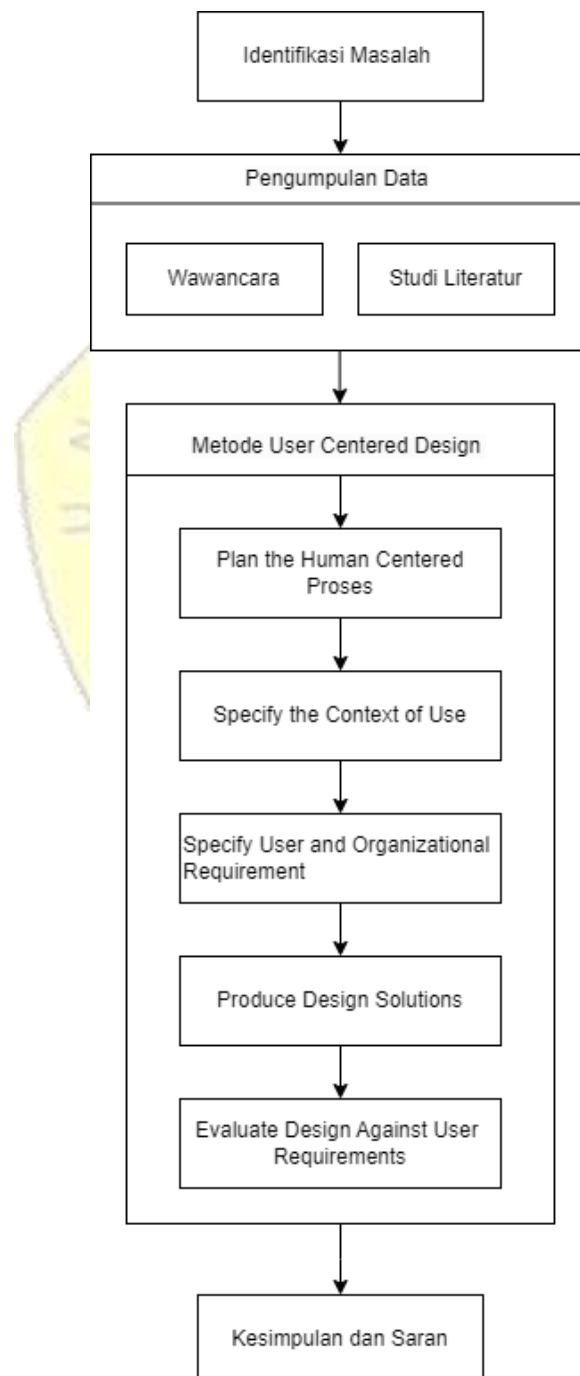 Identifikasi Masalah
Pengumpulan Data
Wawancara
Studi Literatur
Metode User Centered Design
Plan the Human Centered
Proses
Specify the Context of Use
Specify User and Organizational
Requirement
Produce Design Solutions
Evaluate Design Against User
Requirements
Kesimpulan dan Saran